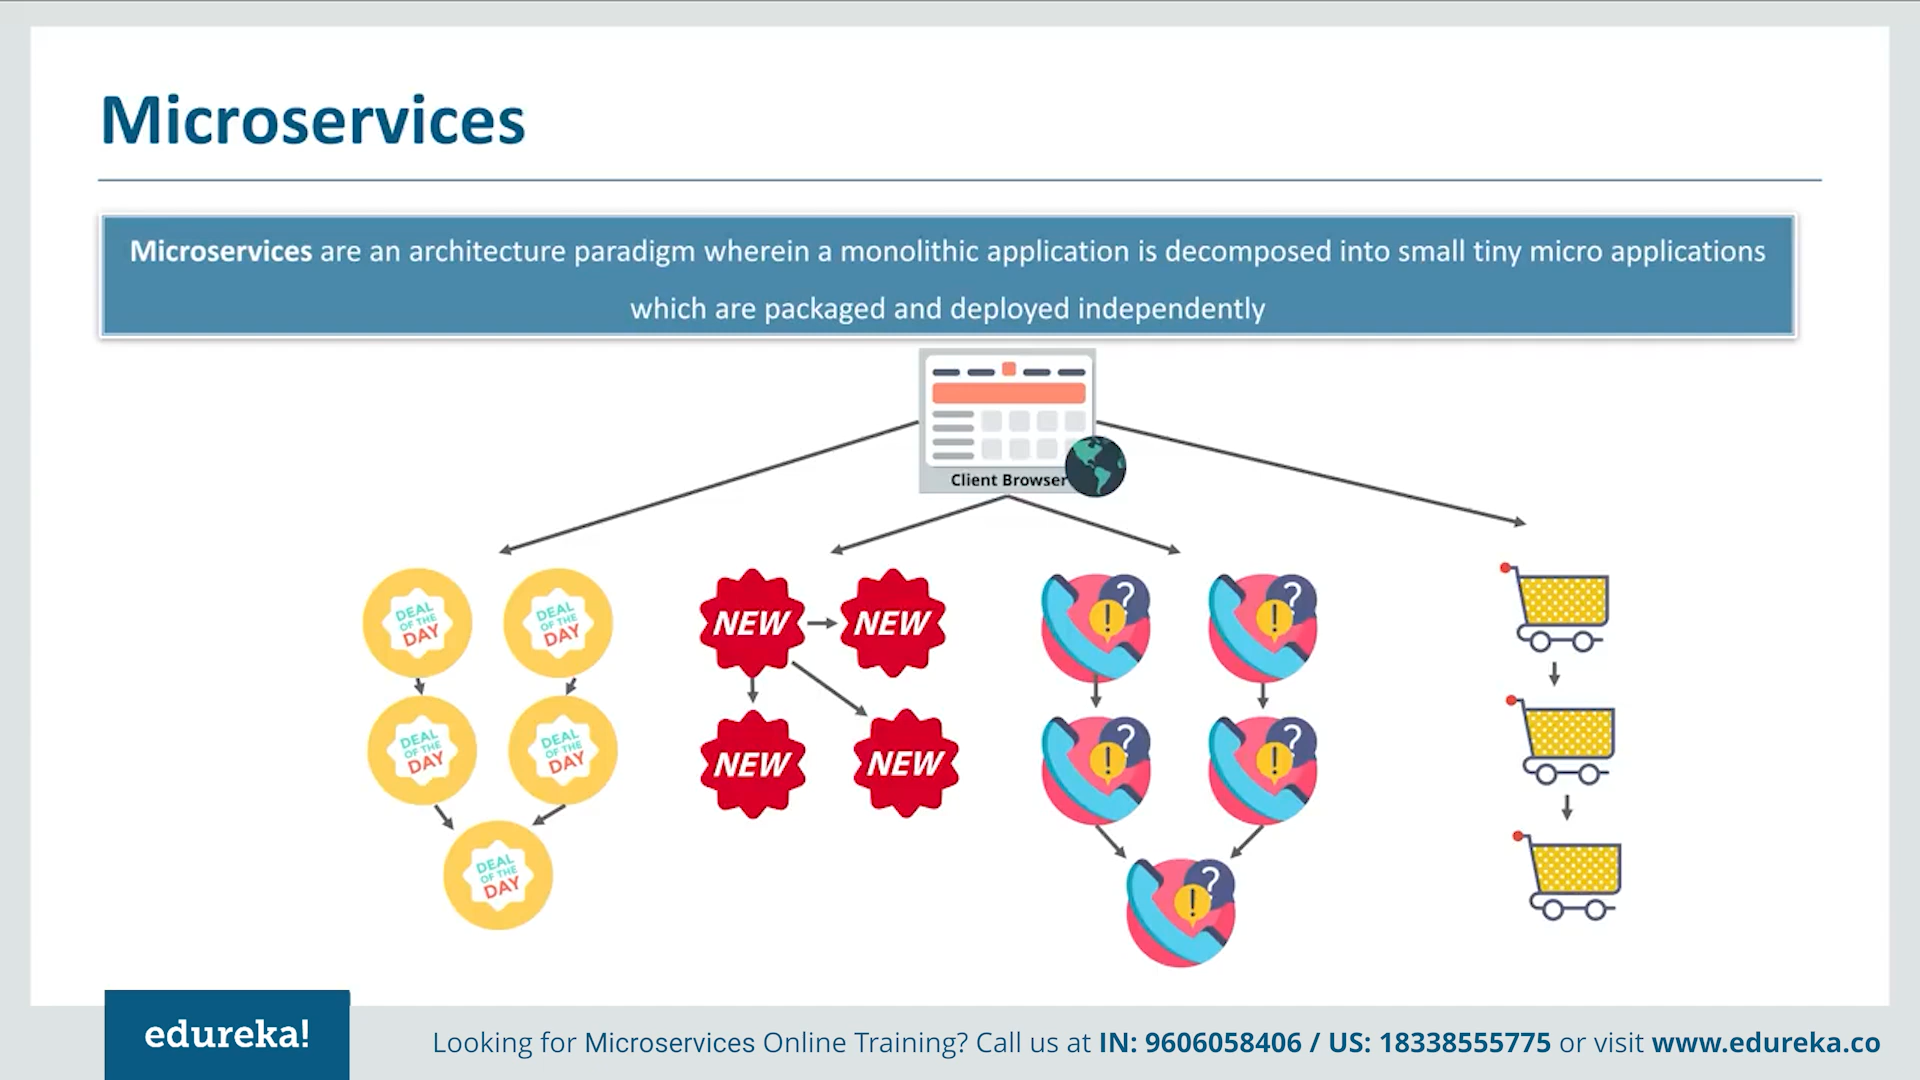 Microservices
Microservices are an architecture paradigm wherein a monolithic application is decomposed into small tiny micro applications
which are packaged and deployed independently
Client Browser
DEAL
OF THE
DAY
DEAL
OF THE
DAY
NEW
NEW
?
!
?
!
DEAL
OF THE
DAY
DEAL
OF THE
DAY
NEW
NEW
?
!
?
!
DEAL
OF THE
DAY
?
!
edureka!
Looking for Microservices Online Training? Call us at IN: 9606058406 / US: 18338555775 or visit www.edureka.co